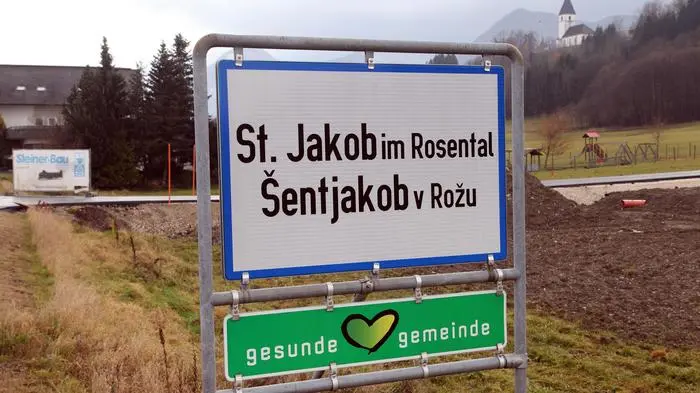 Steiner-Bau
St. Jakob im Rosental
Šentjakob v Rožu
gesunde gemeinde